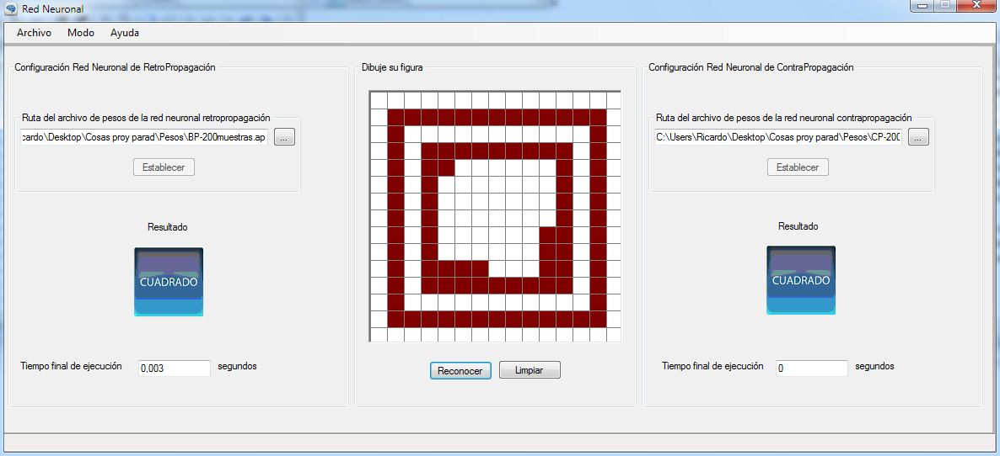 Red Neuronal
Archivo Modo Ayuda
Configuración Red Neuronal de RetroPropagación
Ruta del archivo de pesos de la red neuronal retropropagación
cardo\Desktop\Cosas proy parad\Pesos\BP-200muestras.ap
...
Establecer
Resultado
CUADRADO
Tiempo final de ejecución 0,003 segundos
Dibuje su figura
Reconocer Limpiar
Configuración Red Neuronal de ContraPropagación
Ruta del archivo de pesos de la red neuronal contrapropagación
C:\Users\Ricardo\Desktop\Cosas proy parad\Pesos\CP-200
...
Establecer
Resultado
CUADRADO
Tiempo final de ejecución 0 segundos